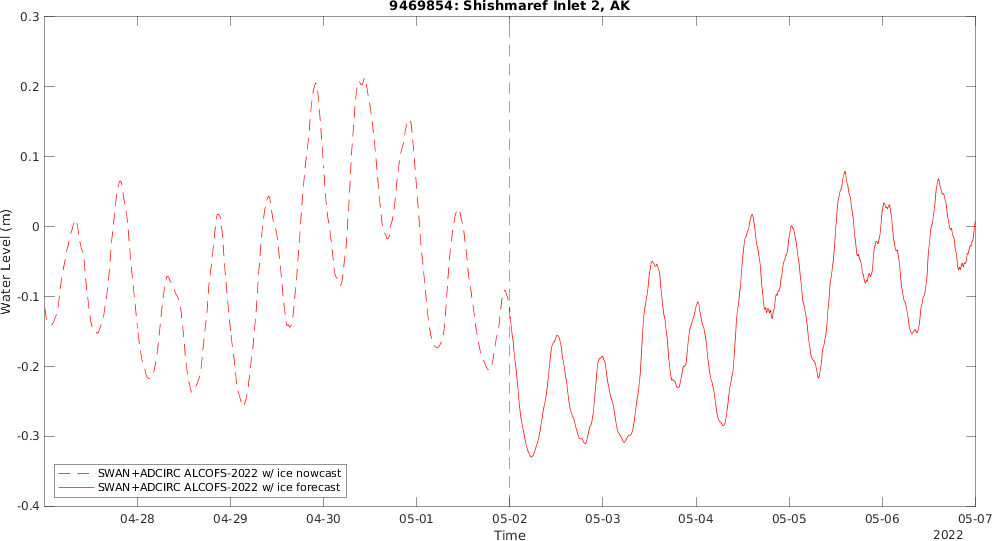 9469854: Shishmaref Inlet 2, AK
0.3
0.2
0.1
0
-0.1
-0.2
-0.3
-0.4
Water Level (m)
SWAN+ADCIRC ALCOFS-2022 w/ ice nowcast
SWAN+ADCIRC ALCOFS-2022 w/ ice forecast
04-28 04-29 04-30 05-01 05-02 05-03 05-04 05-05 05-06 05-07
Time
2022